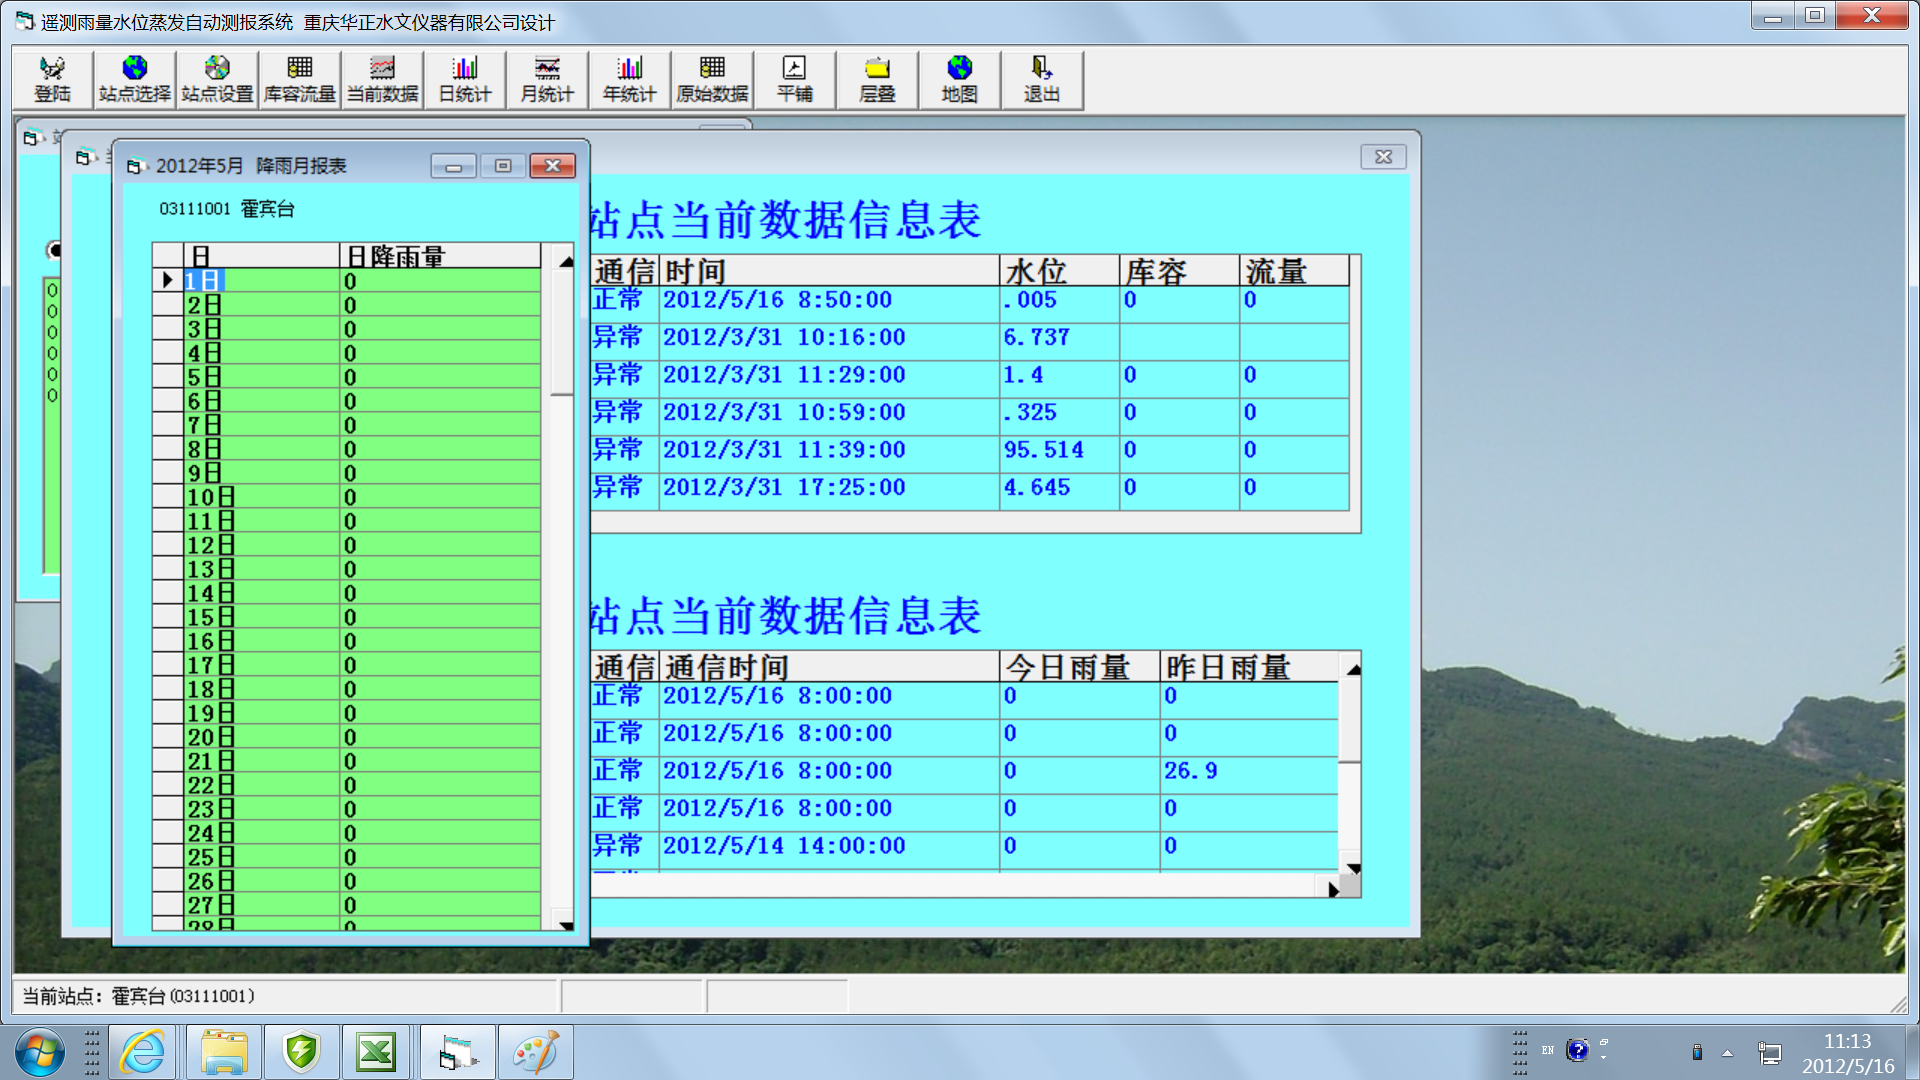 遥测雨量水位蒸发自动测报系统  重庆华正水文仪器有限公司设计
登陆 站点选择 站点设置 库容流量 当前数据 日统计 月统计 年统计 原始数据 平铺 层叠 地图 退出
2012年5月  降雨月报表
03111001  霍宾台
日 日降雨量
1日 0
2日 0
3日 0
4日 0
5日 0
6日 0
7日 0
8日 0
9日 0
10日 0
11日 0
12日 0
13日 0
14日 0
15日 0
16日 0
17日 0
18日 0
19日 0
20日 0
21日 0
22日 0
23日 0
24日 0
25日 0
26日 0
27日 0
28日 0
0
0
0
0
0
0
站点当前数据信息表
通信 时间 水位 库容 流量
正常 2012/5/16 8:50:00 .005 0 0
异常 2012/3/31 10:16:00 6.737
异常 2012/3/31 11:29:00 1.4 0 0
异常 2012/3/31 10:59:00 .325 0 0
异常 2012/3/31 11:39:00 95.514 0 0
异常 2012/3/31 17:25:00 4.645 0 0
站点当前数据信息表
通信 通信时间 今日雨量 昨日雨量
正常 2012/5/16 8:00:00 0 0
正常 2012/5/16 8:00:00 0 0
正常 2012/5/16 8:00:00 0 26.9
正常 2012/5/16 8:00:00 0 0
异常 2012/5/14 14:00:00 0 0
当前站点：霍宾台(03111001)
EN
11:13
2012/5/16